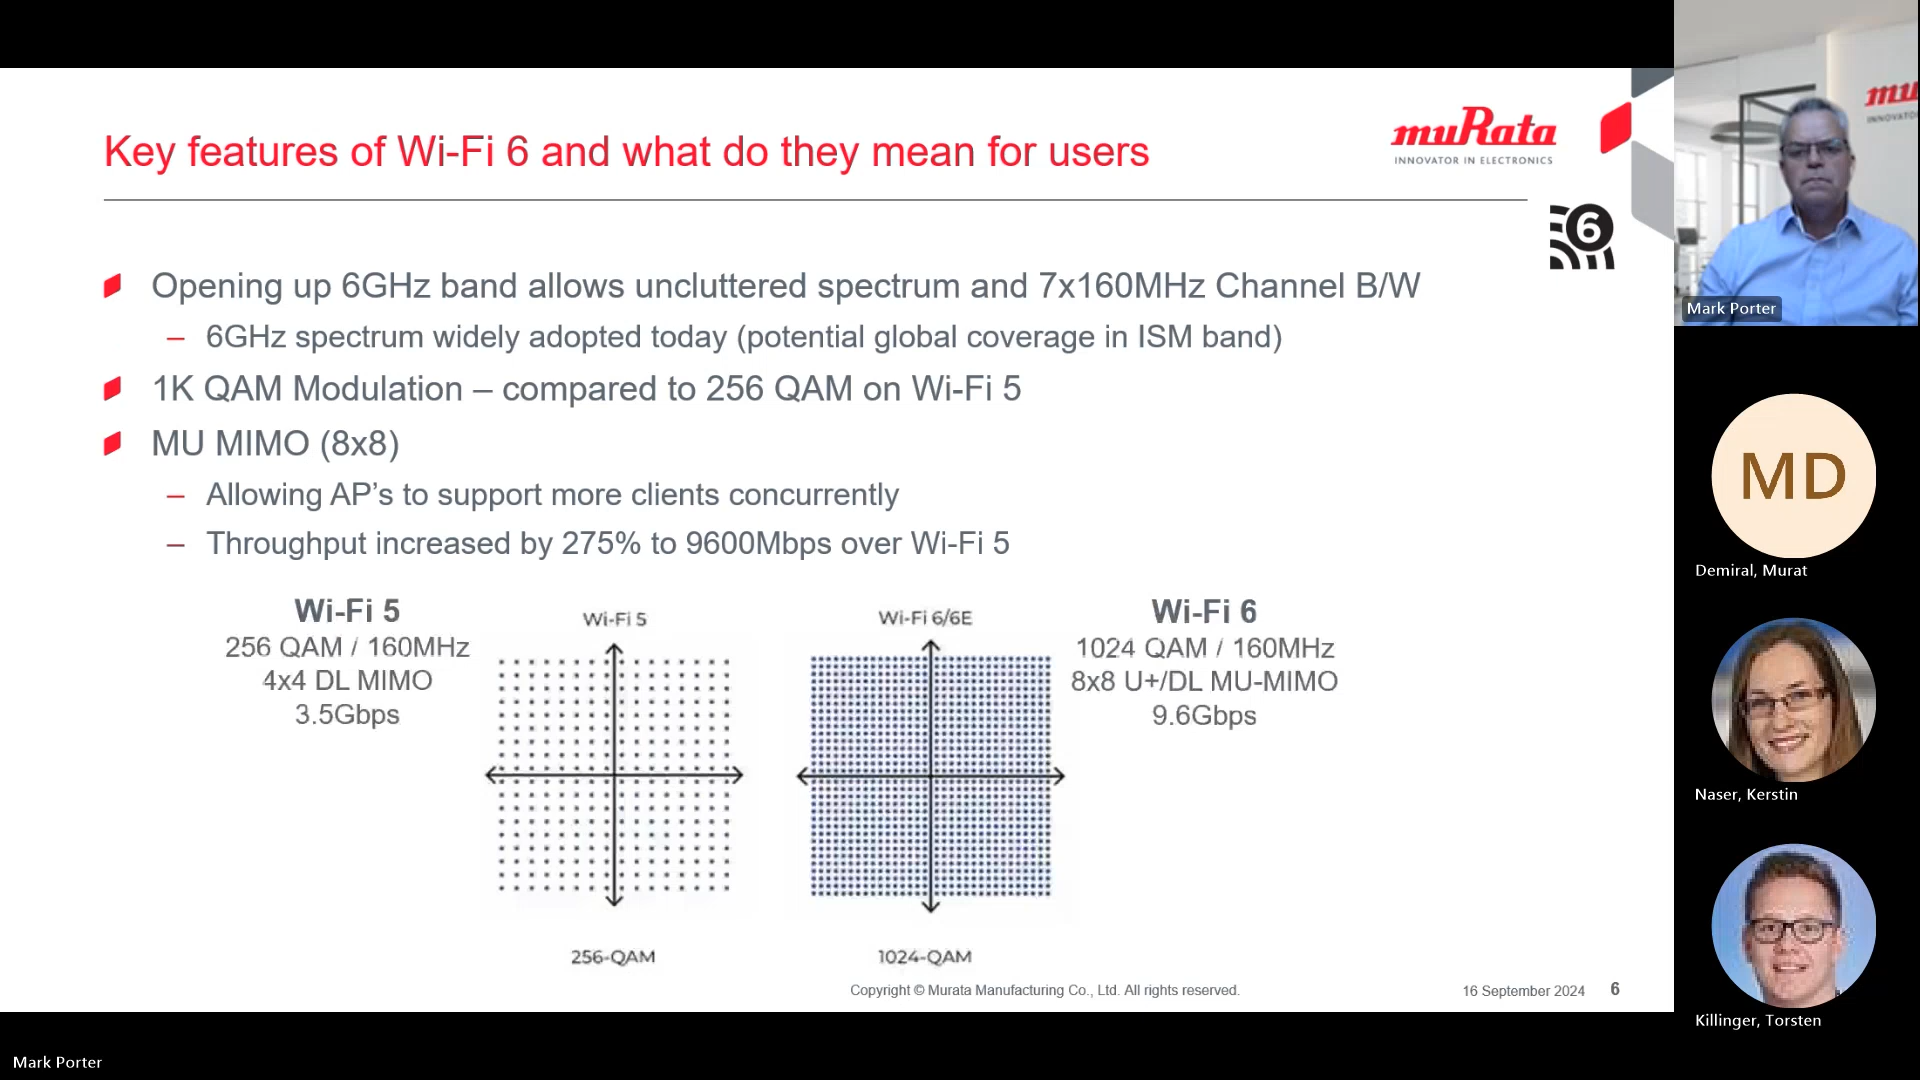 Key features of Wi-Fi 6 and what do they mean for users
muRata
INNOVATOR IN ELECTRONICS
6
Opening up 6GHz band allows uncluttered spectrum and 7x160MHz Channel B/W
– 6GHz spectrum widely adopted today (potential global coverage in ISM band)
1K QAM Modulation – compared to 256 QAM on Wi-Fi 5
MU MIMO (8x8)
– Allowing AP’s to support more clients concurrently
– Throughput increased by 275% to 9600Mbps over Wi-Fi 5
Wi-Fi 5
256 QAM / 160MHz
4x4 DL MIMO
3.5Gbps
Wi-Fi 5
256-QAM
Wi-Fi 6/6E
1024-QAM
Wi-Fi 6
1024 QAM / 160MHz
8x8 U+/DL MU-MIMO
9.6Gbps
Copyright © Murata Manufacturing Co., Ltd. All rights reserved.
16 September 2024
6
Mark Porter
mu
INNOVATO
Mark Porter
MD
Demiral, Murat
Naser, Kerstin
Killinger, Torsten